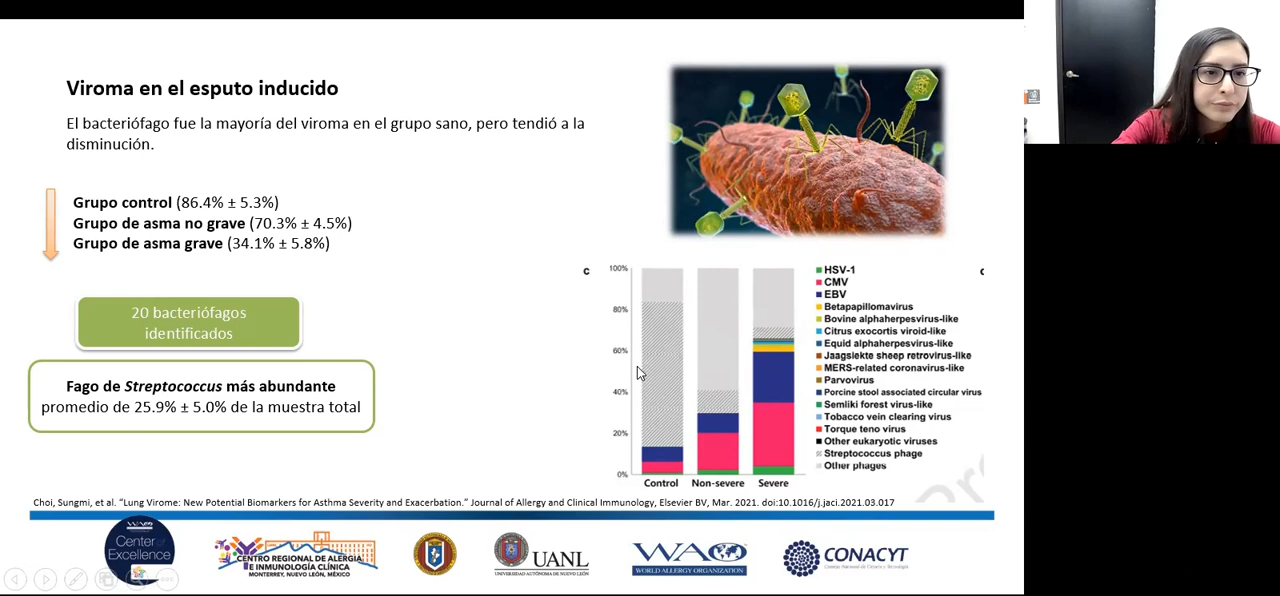 Viroma en el esputo inducido
El bacteriófago fue la mayoría del viroma en el grupo sano, pero tendió a la
disminución.
Grupo control (86.4% ± 5.3%)
Grupo de asma no grave (70.3% ± 4.5%)
Grupo de asma grave (34.1% ± 5.8%)
20 bacteriófagos
identificados
Fago de Streptococcus más abundante
promedio de 25.9% ± 5.0% de la muestra total
c
100%
80%
60%
40%
20%
0%
Control Non-severe Severe
HSV-1
CMV
EBV
Betapapillomavirus
Bovine alphaherpesvirus-like
Citrus exocortis viroid-like
Equid alphaherpesvirus-like
Jaagsiekte sheep retrovirus-like
MERS-related coronavirus-like
Parvovirus
Porcine stool associated circular virus
Semliki forest virus-like
Tobacco vein clearing virus
Torque teno virus
Other eukaryotic viruses
Streptococcus phage
Other phages
Choi, Sungmi, et al. “Lung Virome: New Potential Biomarkers for Asthma Severity and Exacerbation.” Journal of Allergy and Clinical Immunology, Elsevier BV, Mar. 2021. doi:10.1016/j.jaci.2021.03.017
WAO
Center of
Excellence
CENTRO REGIONAL DE ALERGIA
E INMUNOLOGÍA CLÍNICA
MONTERREY, NUEVO LEÓN, MÉXICO
UANL
UNIVERSIDAD AUTÓNOMA DE NUEVO LEÓN
WAO
WORLD ALLERGY ORGANIZATION
CONACYT
Consejo Nacional de Ciencia y Tecnología